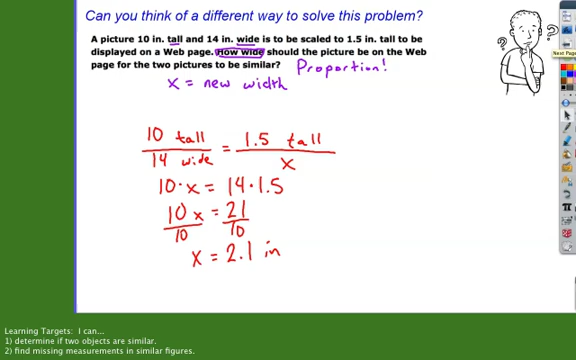 Can you think of a different way to solve this problem?
A picture 10 in. tall and 14 in. wide is to be scaled to 1.5 in. tall to be
displayed on a Web page. How wide should the picture be on the Web
page for the two pictures to be similar? Proportion!
x = new width
10 tall / 14 wide = 1.5 tall / x
10 · x = 14 · 1.5
10x / 10 = 21 / 10
x = 2.1 in
Next Page
Learning Targets: I can...
1) determine if two objects are similar.
2) find missing measurements in similar figures.